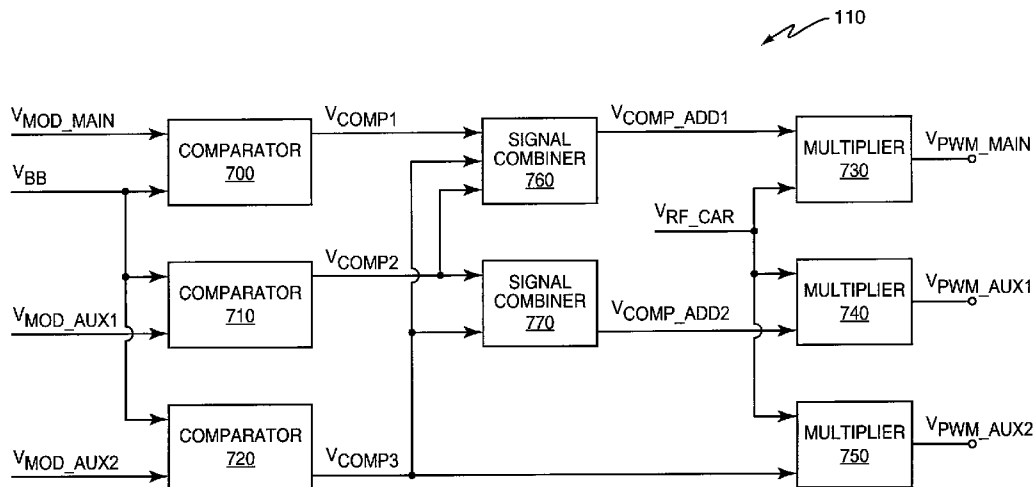 110
V_MOD_MAIN
V_BB
COMPARATOR
700
V_COMP1
SIGNAL
COMBINER
760
V_COMP_ADD1
MULTIPLIER
730
V_PWM_MAIN
V_RF_CAR
V_MOD_AUX1
COMPARATOR
710
V_COMP2
SIGNAL
COMBINER
770
V_COMP_ADD2
MULTIPLIER
740
V_PWM_AUX1
V_MOD_AUX2
COMPARATOR
720
V_COMP3
MULTIPLIER
750
V_PWM_AUX2